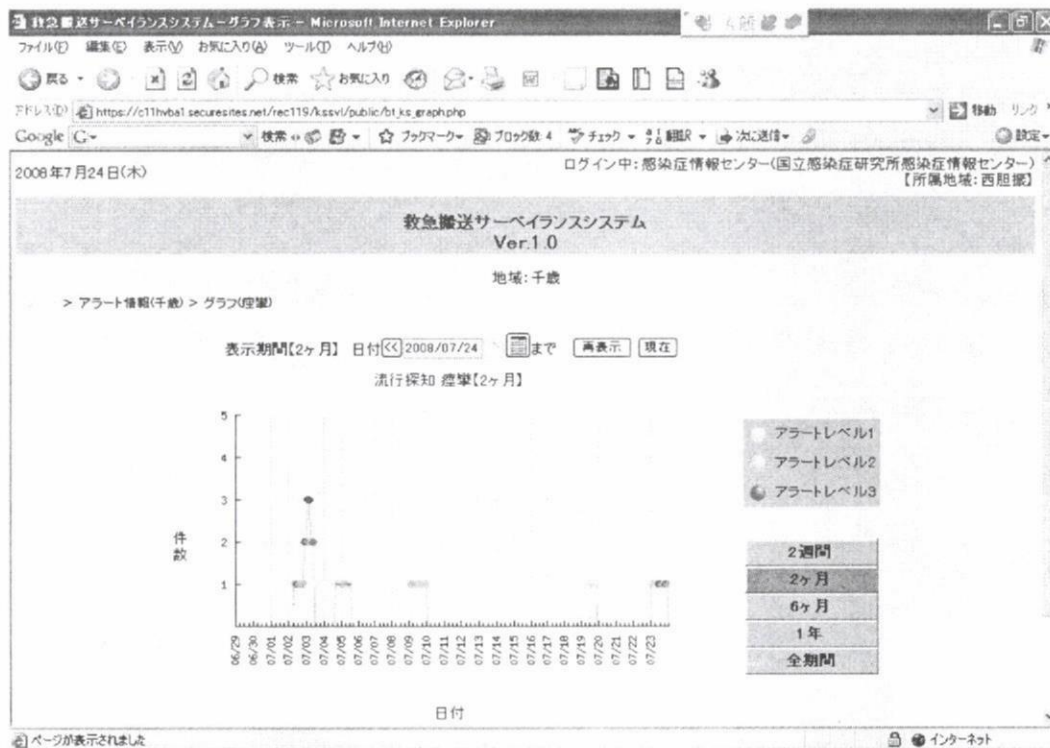 救急搬送サーベイランスシステム-グラフ表示 - Microsoft Internet Explorer
ファイル(F) 編集(E) 表示(V) お気に入り(A) ツール(T) ヘルプ(H)
戻る 検索 お気に入り
アドレス(D) https://c11hvba1.securesites.net/rec119/kssvl/public/bt_ks_graph.php 移動 リンク
Google G 検索 ブックマーク ブロック数: 4 チェック 翻訳 次に送信 設定
2008年7月24日(木)
ログイン中:感染症情報センター(国立感染症研究所感染症情報センター)
【所属地域:西胆振】
救急搬送サーベイランスシステム
Ver.1.0
地域:千歳
> アラート情報(千歳) > グラフ(痙攣)
表示期間【2ヶ月】 日付 << 2008/07/24 まで 再表示 現在
流行探知 痙攣【2ヶ月】
5
4
3
2
1
件数
06/29 06/30 07/01 07/02 07/03 07/04 07/05 07/06 07/07 07/08 07/09 07/10 07/11 07/12 07/13 07/14 07/15 07/16 07/17 07/18 07/19 07/20 07/21 07/22 07/23
日付
アラートレベル1
アラートレベル2
アラートレベル3
2週間
2ヶ月
6ヶ月
1年
全期間
ページが表示されました インターネット